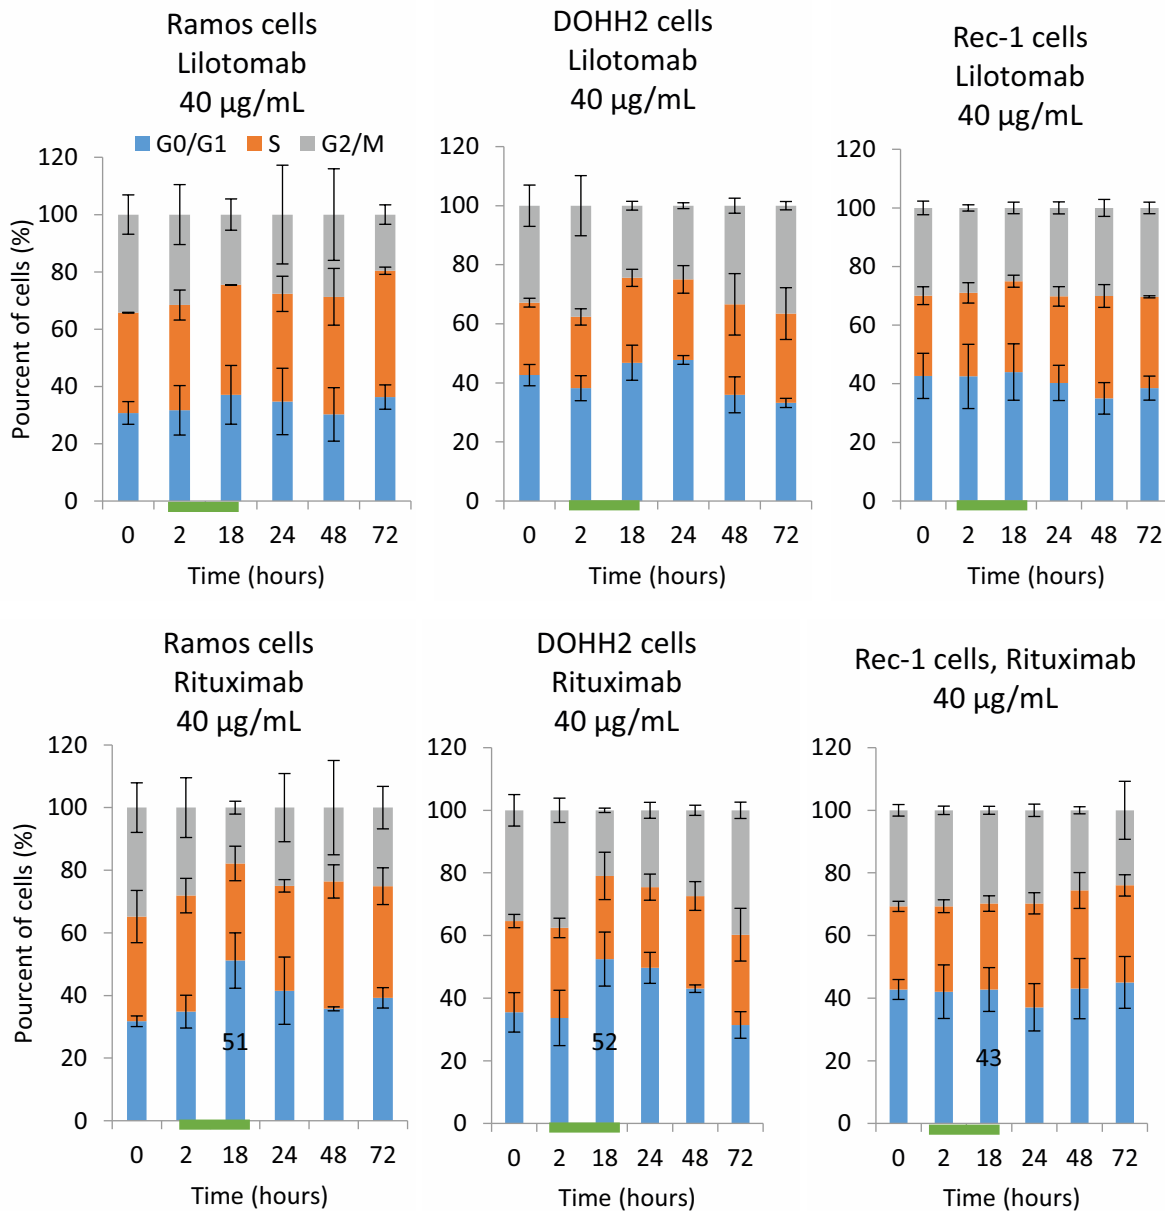 Ramos cells
Lilotomab
40 µg/mL
G0/G1 S G2/M
Pourcent of cells (%)
120
100
80
60
40
20
0
0 2 18 24 48 72
Time (hours)
DOHH2 cells
Lilotomab
40 µg/mL
120
100
80
60
40
20
0
0 2 18 24 48 72
Time (hours)
Rec-1 cells
Lilotomab
40 µg/mL
120
100
80
60
40
20
0
0 2 18 24 48 72
Time (hours)
Ramos cells
Rituximab
40 µg/mL
Pourcent of cells (%)
120
100
80
60
40
20
0
51
0 2 18 24 48 72
Time (hours)
DOHH2 cells
Rituximab
40 µg/mL
120
100
80
60
40
20
0
52
0 2 18 24 48 72
Time (hours)
Rec-1 cells, Rituximab
40 µg/mL
120
100
80
60
40
20
0
43
0 2 18 24 48 72
Time (hours)